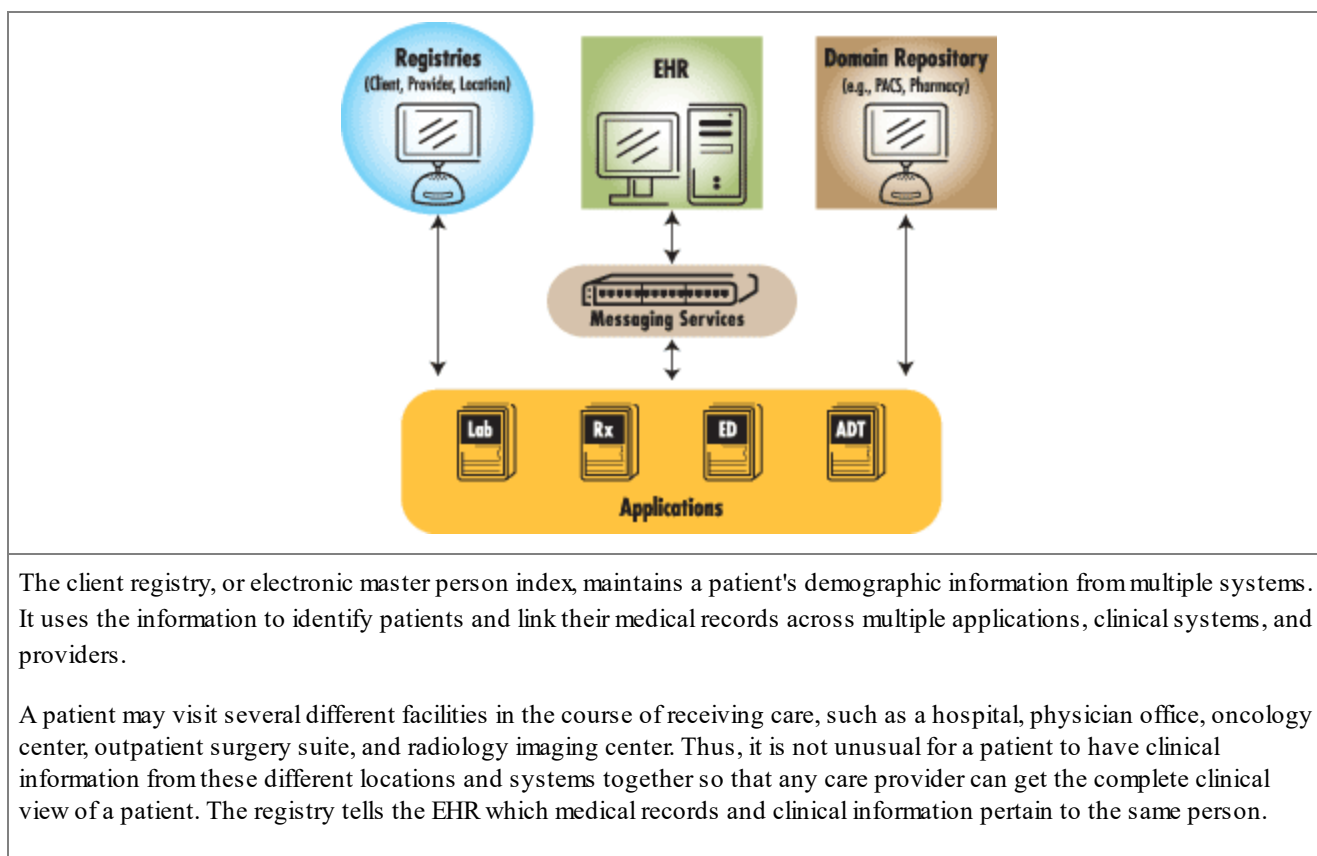 Registries
(Client, Provider, Location)
EHR
Domain Repository
(e.g., PACS, Pharmacy)
Messaging Services
Lab
Rx
ED
ADT
Applications
The client registry, or electronic master person index, maintains a patient's demographic information from multiple systems.
It uses the information to identify patients and link their medical records across multiple applications, clinical systems, and
providers.
A patient may visit several different facilities in the course of receiving care, such as a hospital, physician office, oncology
center, outpatient surgery suite, and radiology imaging center. Thus, it is not unusual for a patient to have clinical
information from these different locations and systems together so that any care provider can get the complete clinical
view of a patient. The registry tells the EHR which medical records and clinical information pertain to the same person.